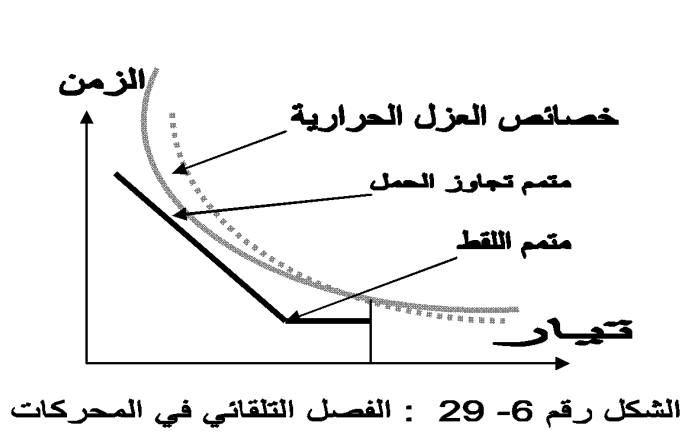 الزمن
خصائص العزل الحرارية
متمم تجاوز الحمل
متمم اللقط
تيار
الشكل رقم 6- 29 : الفصل التلقائي في المحركات